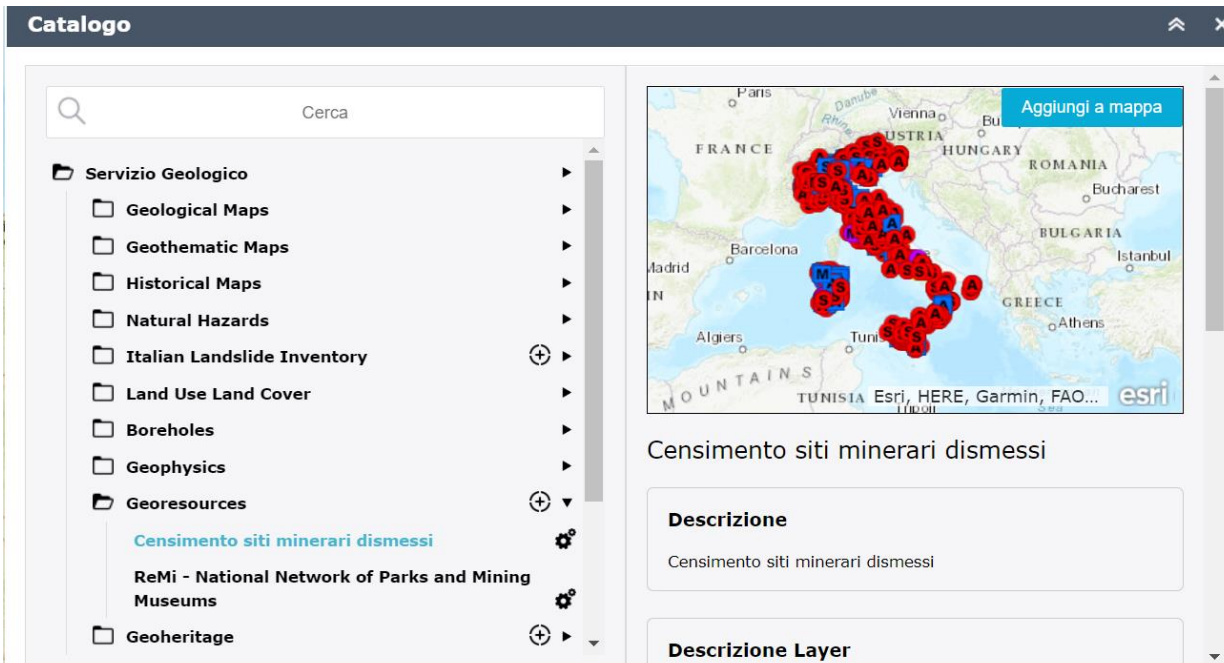 Catalogo
Cerca
Servizio Geologico
Geological Maps
Geothematic Maps
Historical Maps
Natural Hazards
Italian Landslide Inventory
Land Use Land Cover
Boreholes
Geophysics
Georesources
Censimento siti minerari dismessi
ReMi - National Network of Parks and Mining
Museums
Geoheritage
Aggiungi a mappa
Paris
Danube
Rhine
Vienna
FRANCE
HUNGARY
ROMANIA
Bucharest
BULGARIA
Istanbul
Barcelona
GREECE
Athens
Algiers
MOUNTAINS
TUNISIA
Esri, HERE, Garmin, FAO...
esri
Censimento siti minerari dismessi
Descrizione
Censimento siti minerari dismessi
Descrizione Layer